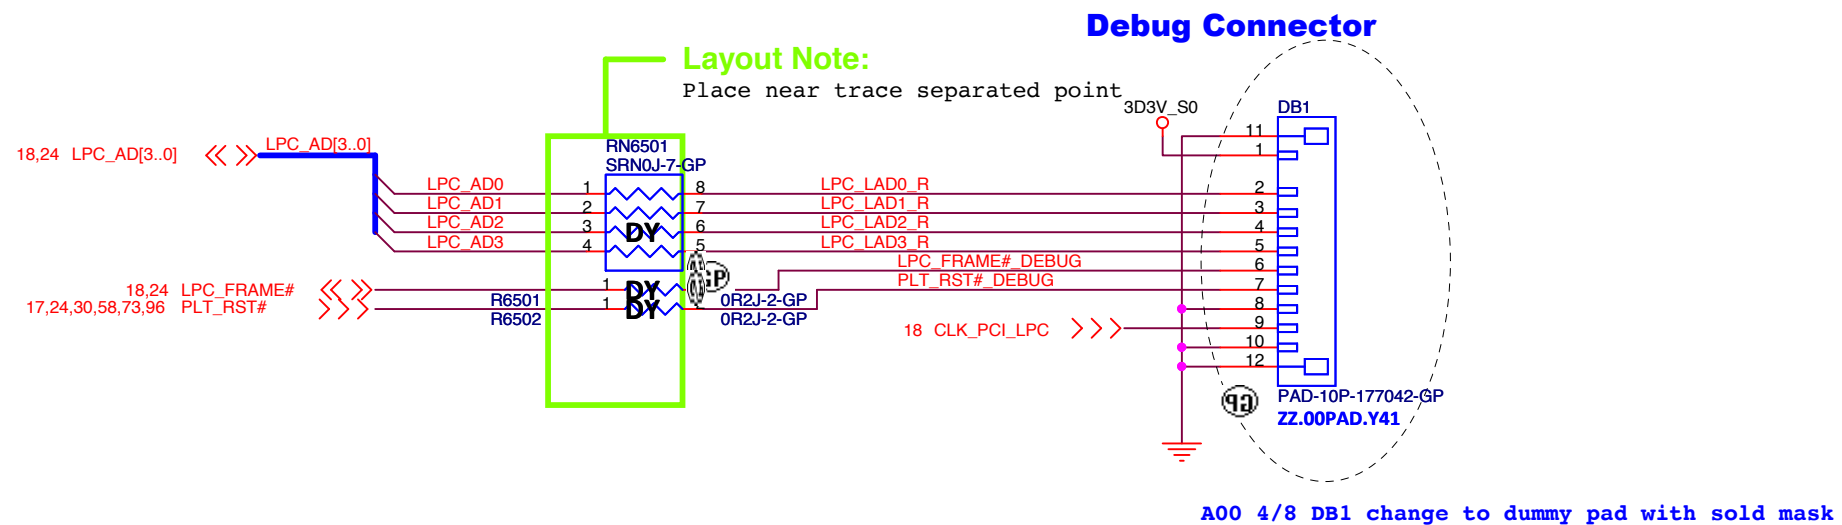 Debug Connector
Layout Note:
Place near trace separated point
3D3V_S0
DB1
18,24 LPC_AD[3..0]
LPC_AD[3..0]
RN6501
SRN0J-7-GP
11
1
LPC_AD0 1 8 LPC_LAD0_R 2
LPC_AD1 2 7 LPC_LAD1_R 3
LPC_AD2 3 6 LPC_LAD2_R 4
DY
LPC_AD3 4 5 LPC_LAD3_R 5
LPC_FRAME#_DEBUG 6
GP
18,24 LPC_FRAME# 1 DY PLT_RST#_DEBUG 7
R6501 0R2J-2-GP
17,24,30,58,73,96 PLT_RST# 1 DY 8
R6502 0R2J-2-GP
18 CLK_PCI_LPC 9
10
12
GP
PAD-10P-177042-GP
ZZ.00PAD.Y41
A00 4/8 DB1 change to dummy pad with sold mask